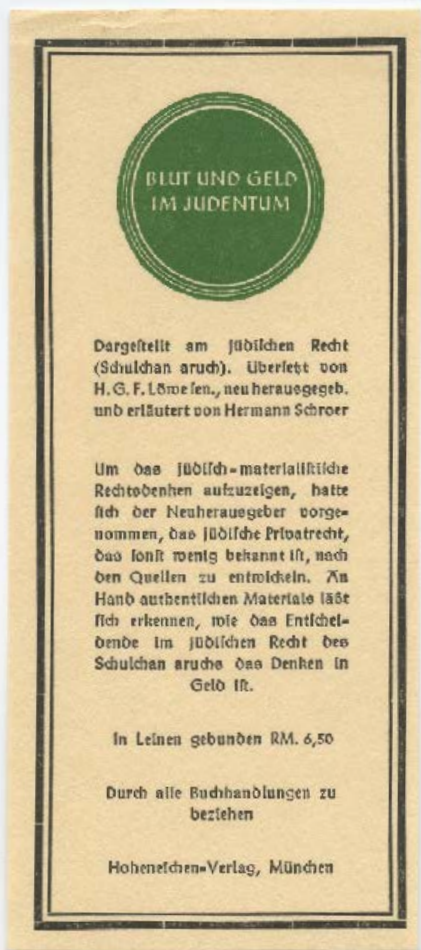 BLUT UND GELD
IM JUDENTUM
Dargestellt am jüdischen Recht
(Schulchan aruch). Übersetzt von
H. G. F. Löwe sen., neu herausgegeb.
und erläutert von Hermann Schroer
Um das jüdisch-materialistische
Rechtsdenken aufzuzeigen, hatte
sich der Neuherausgeber vorge-
nommen, das jüdische Privatrecht,
das sonst wenig bekannt ist, nach
den Quellen zu entwickeln. An
Hand authentischen Materials läßt
sich erkennen, wie das Entschei-
dende im jüdischen Recht des
Schulchan aruchs das Denken in
Geld ist.
In Leinen gebunden RM. 6,50
Durch alle Buchhandlungen zu
beziehen
Hoheneichen-Verlag, München